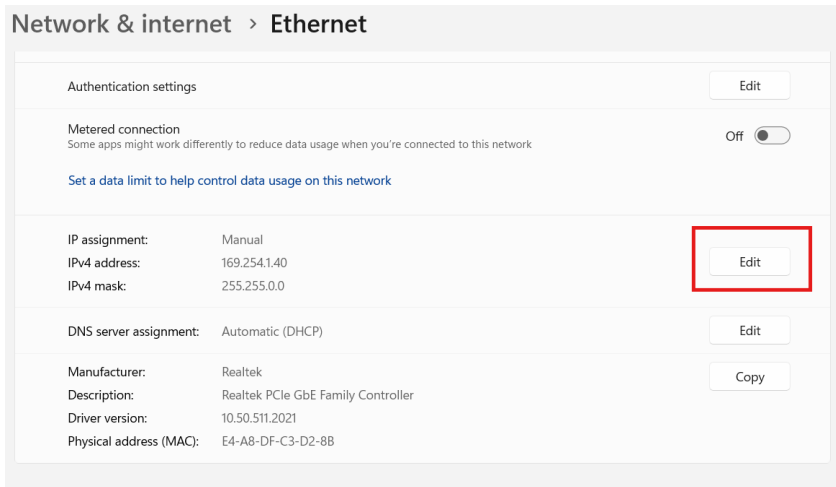 Network & internet > Ethernet
Authentication settings Edit
Metered connection
Some apps might work differently to reduce data usage when you're connected to this network
Off
Set a data limit to help control data usage on this network
IP assignment: Manual
IPv4 address: 169.254.1.40
Edit
IPv4 mask: 255.255.0.0
DNS server assignment: Automatic (DHCP) Edit
Manufacturer: Realtek
Copy
Description: Realtek PCIe GbE Family Controller
Driver version: 10.50.511.2021
Physical address (MAC): E4-A8-DF-C3-D2-8B